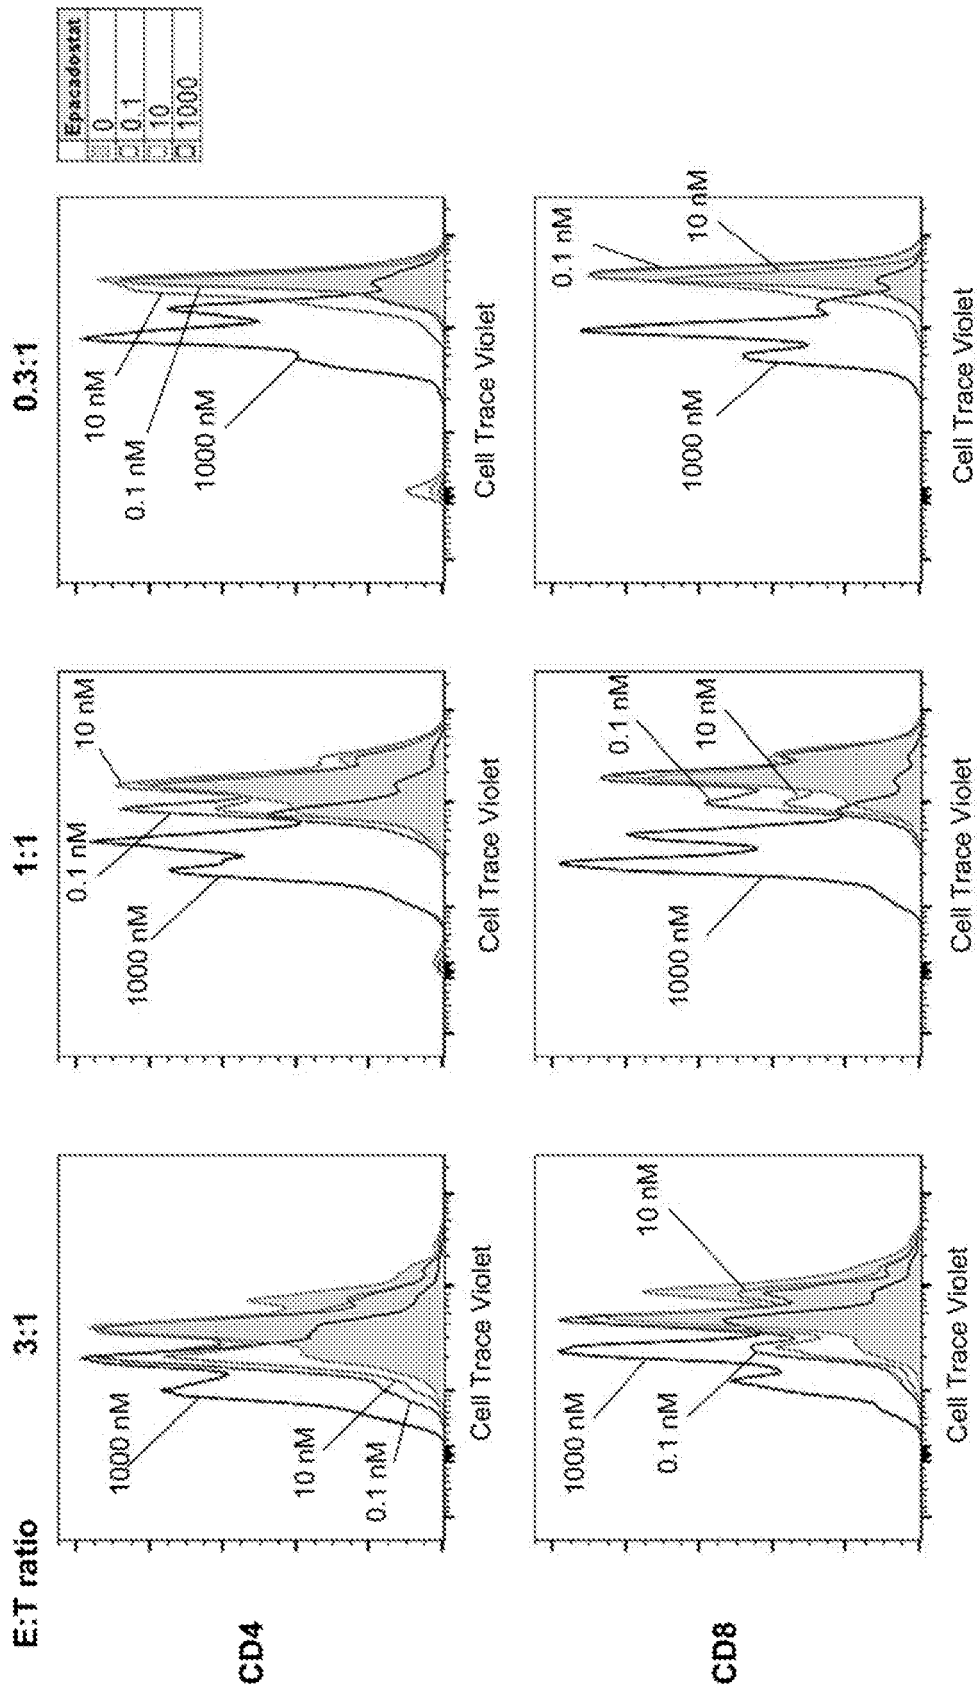 E:T ratio
3:1
1:1
0.3:1
Epacadostat
0
0.1
10
1000
CD4
1000 nM
10 nM
0.1 nM
Cell Trace Violet
10 nM
0.1 nM
1000 nM
Cell Trace Violet
10 nM
0.1 nM
1000 nM
Cell Trace Violet
CD8
10 nM
1000 nM
0.1 nM
Cell Trace Violet
0.1 nM
10 nM
1000 nM
Cell Trace Violet
0.1 nM
10 nM
1000 nM
Cell Trace Violet